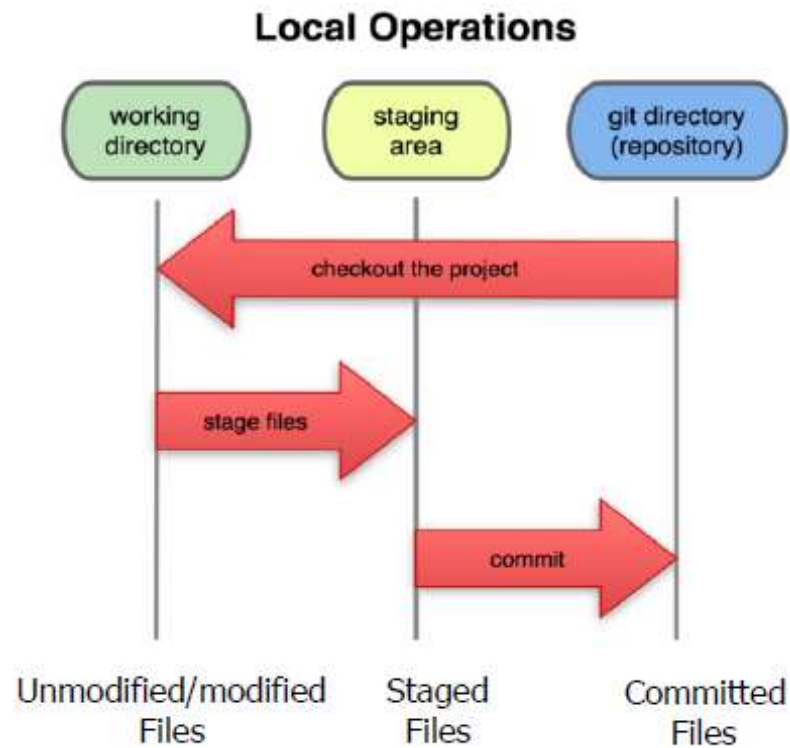 Local Operations
working
directory
staging
area
git directory
(repository)
checkout the project
stage files
commit
Unmodified/modified
Files
Staged
Files
Committed
Files